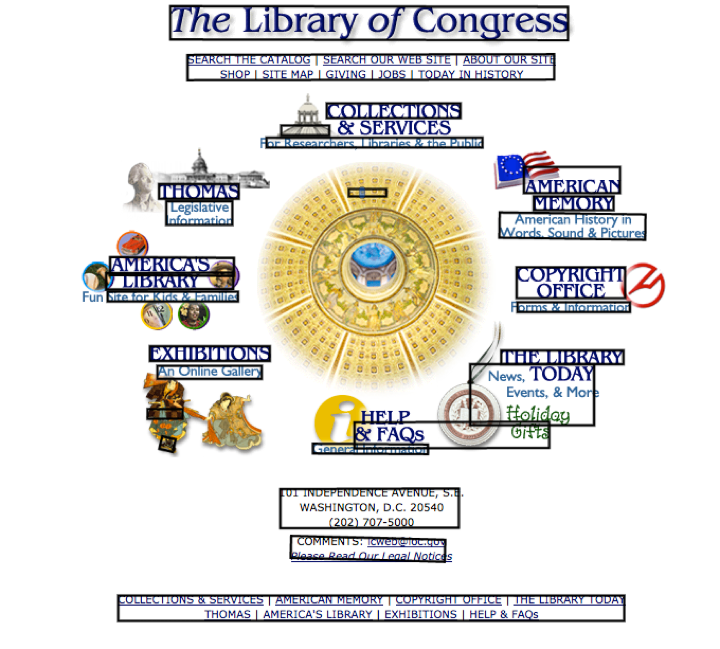 The Library of Congress
SEARCH THE CATALOG | SEARCH OUR WEB SITE | ABOUT OUR SITE
SHOP | SITE MAP | GIVING | JOBS | TODAY IN HISTORY
COLLECTIONS
& SERVICES
For Researchers, Libraries & the Public
THOMAS
Legislative
Information
AMERICAN
MEMORY
American History in
Words, Sound & Pictures
AMERICA'S
LIBRARY
Fun Site for Kids & Families
COPYRIGHT
OFFICE
Forms & Information
EXHIBITIONS
An Online Gallery
THE LIBRARY
News, TODAY
Events, & More
Holiday
Gifts
HELP
& FAQs
General Information
101 INDEPENDENCE AVENUE, S.E.
WASHINGTON, D.C. 20540
(202) 707-5000
COMMENTS: lcweb@loc.gov
Please Read Our Legal Notices
COLLECTIONS & SERVICES | AMERICAN MEMORY | COPYRIGHT OFFICE | THE LIBRARY TODAY
THOMAS | AMERICA'S LIBRARY | EXHIBITIONS | HELP & FAQs